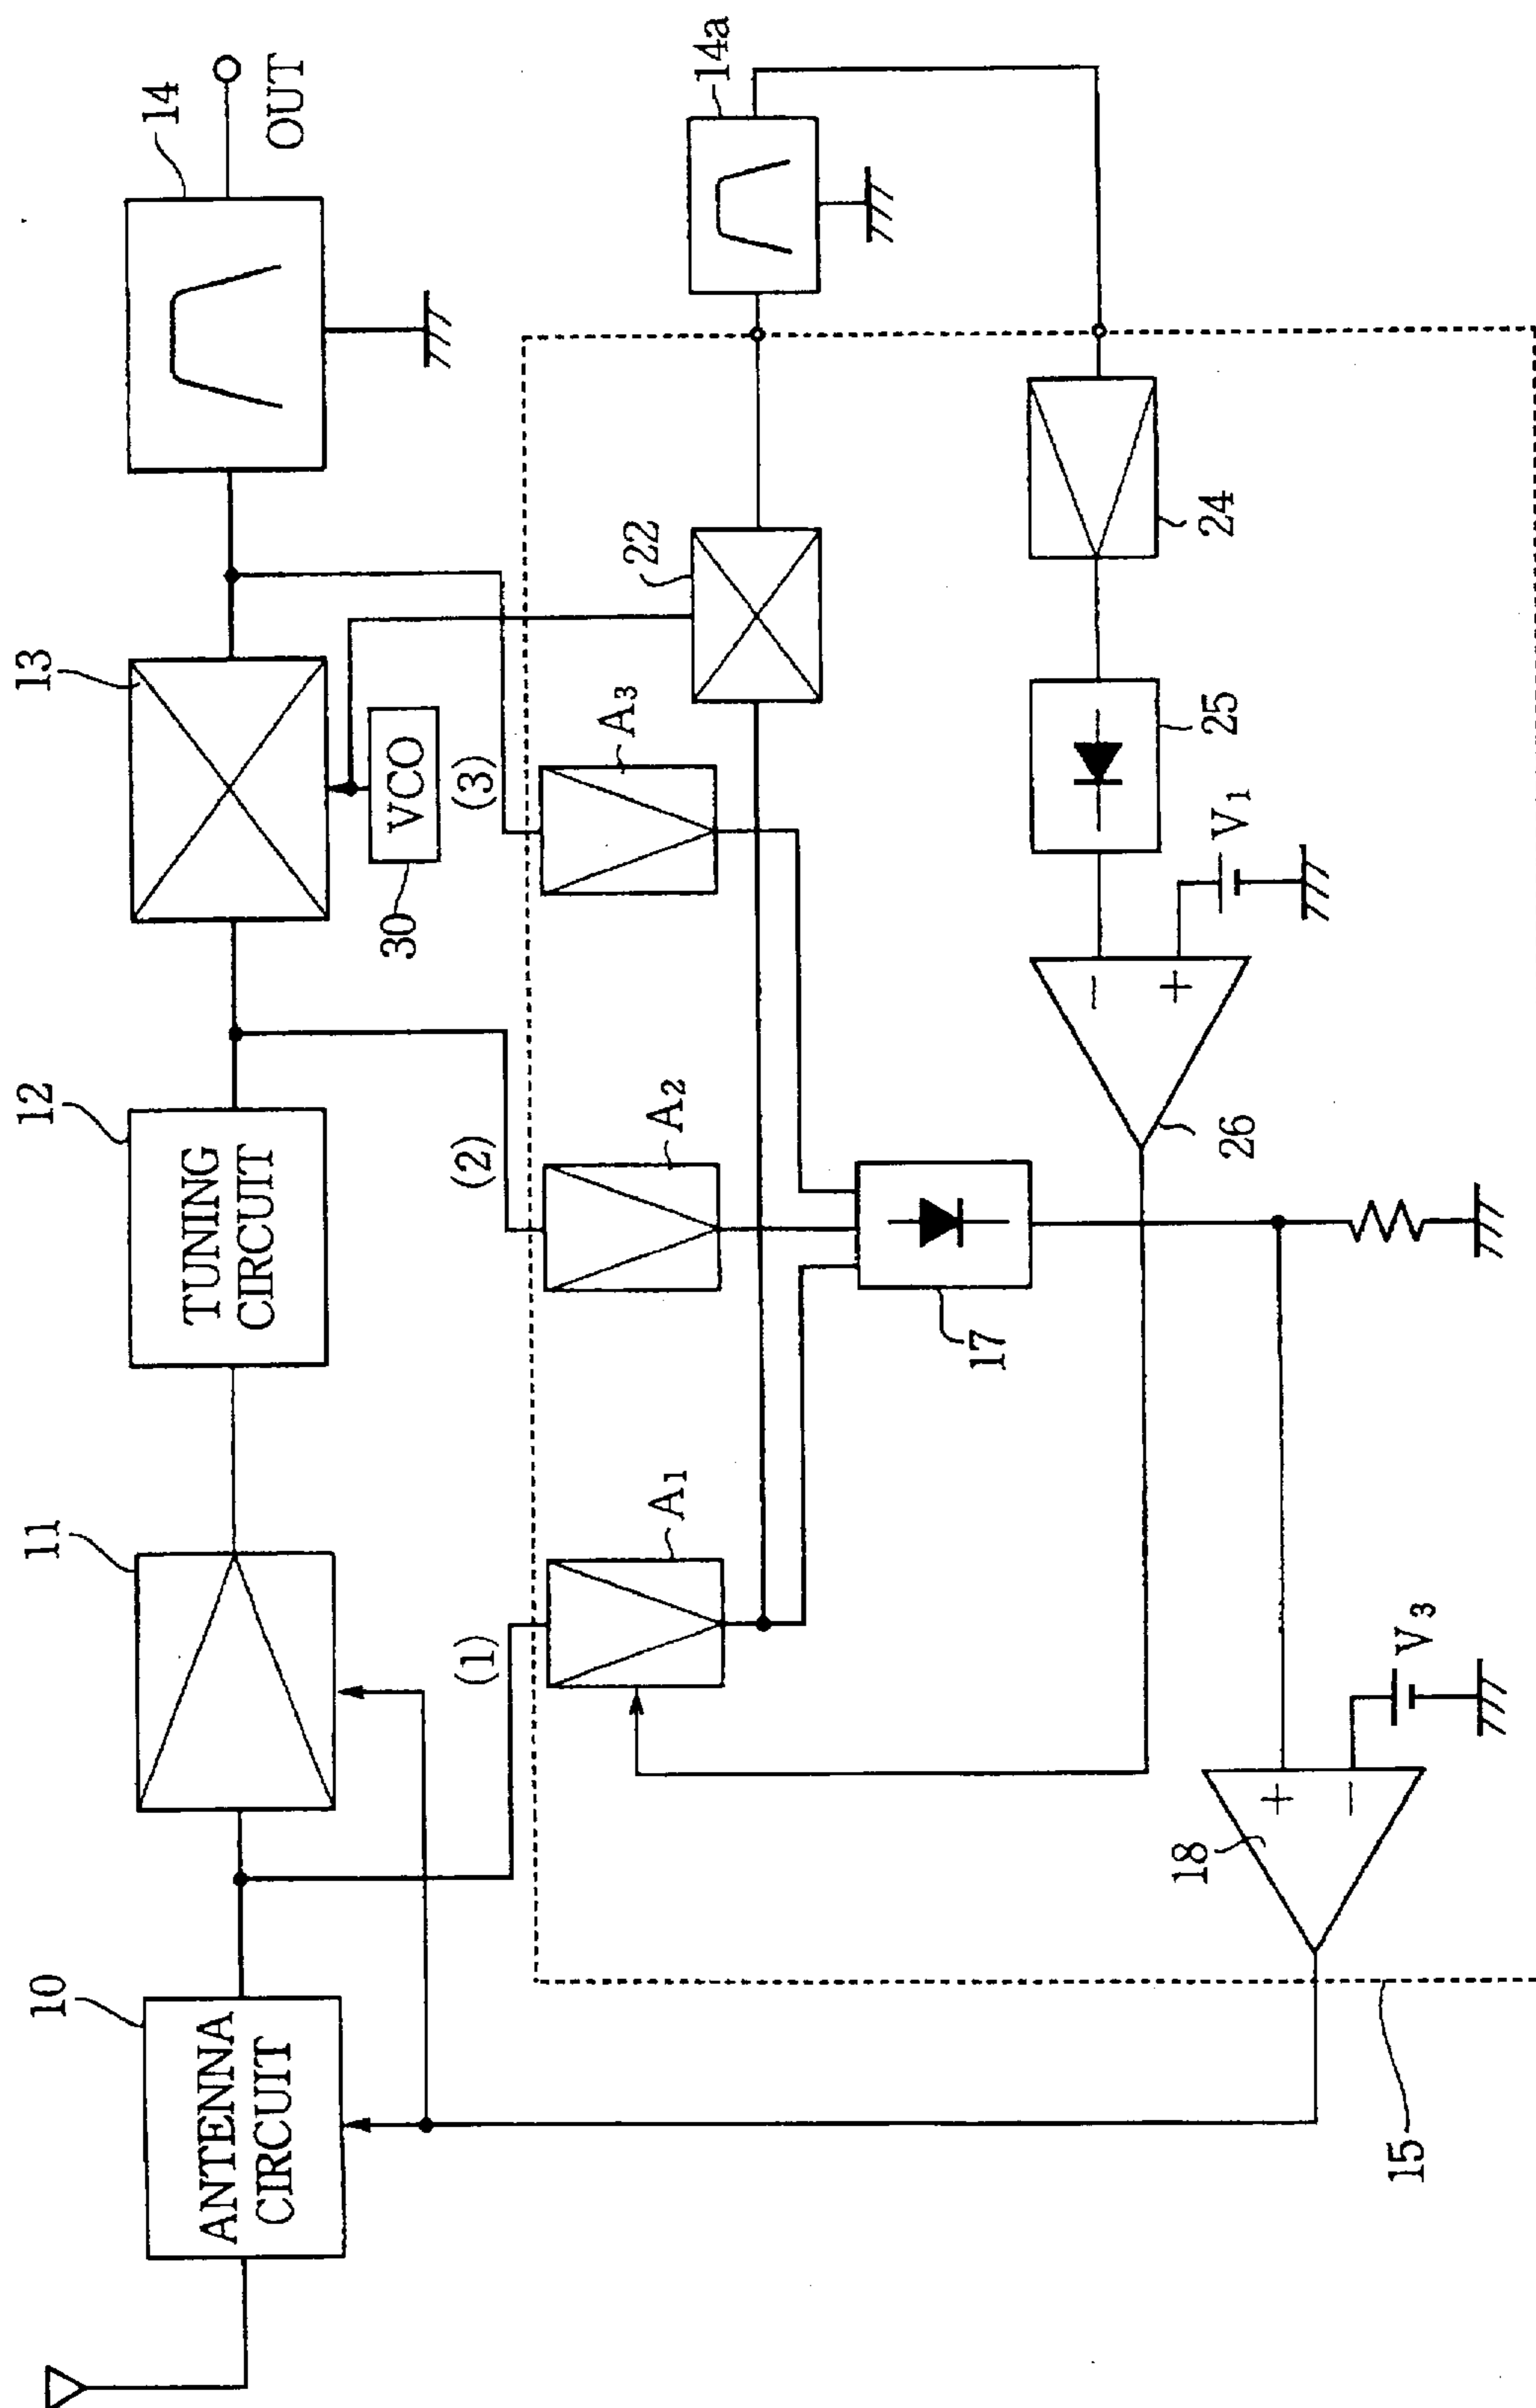 10
ANTENNA
CIRCUIT
11
12
TUNING
CIRCUIT
13
14
OUT
30
VCO
(1)
(2)
(3)
A1
A2
A3
22
14a
17
24
25
26
V1
18
V3
+
−
−
+
15